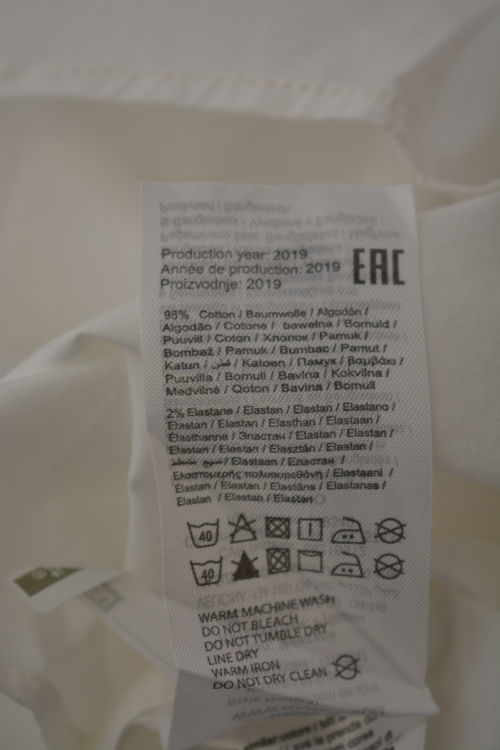 Production year: 2019
Année de production: 2019
Proizvodnje: 2019
EAC
98% Cotton / Baumwolle / Algodón /
Algodão / Cotone / bawełna / Bomuld /
Puuvill / Coton / Хлопок / Pamuk /
Bombaž / Pamuk / Bumbac / Pamut /
Katun / قطن / Katoen / Памук / βαμβάκι /
Puuvilla / Bomull / Bavlna / Kokvilna /
Medvilnė / Qoton / Bavlna / Bomull
2% Elastane / Elastan / Elastan / Elastano /
Elastan / Elastan / Elasthan / Elastaan /
Élasthanne / Эластан / Elastan / Elastan /
Elastan / Elastan / Elasztán / Elastan /
/ Elastaan / Еластан /
Ελαστομερής πολυουρεθάνη / Elastaani /
Elastan / Elastan / Elastāns / Elastanas /
Elastan / Elastan / Elastan
40
40
WARM MACHINE WASH
DO NOT BLEACH
DO NOT TUMBLE DRY
LINE DRY
WARM IRON
DO NOT DRY CLEAN